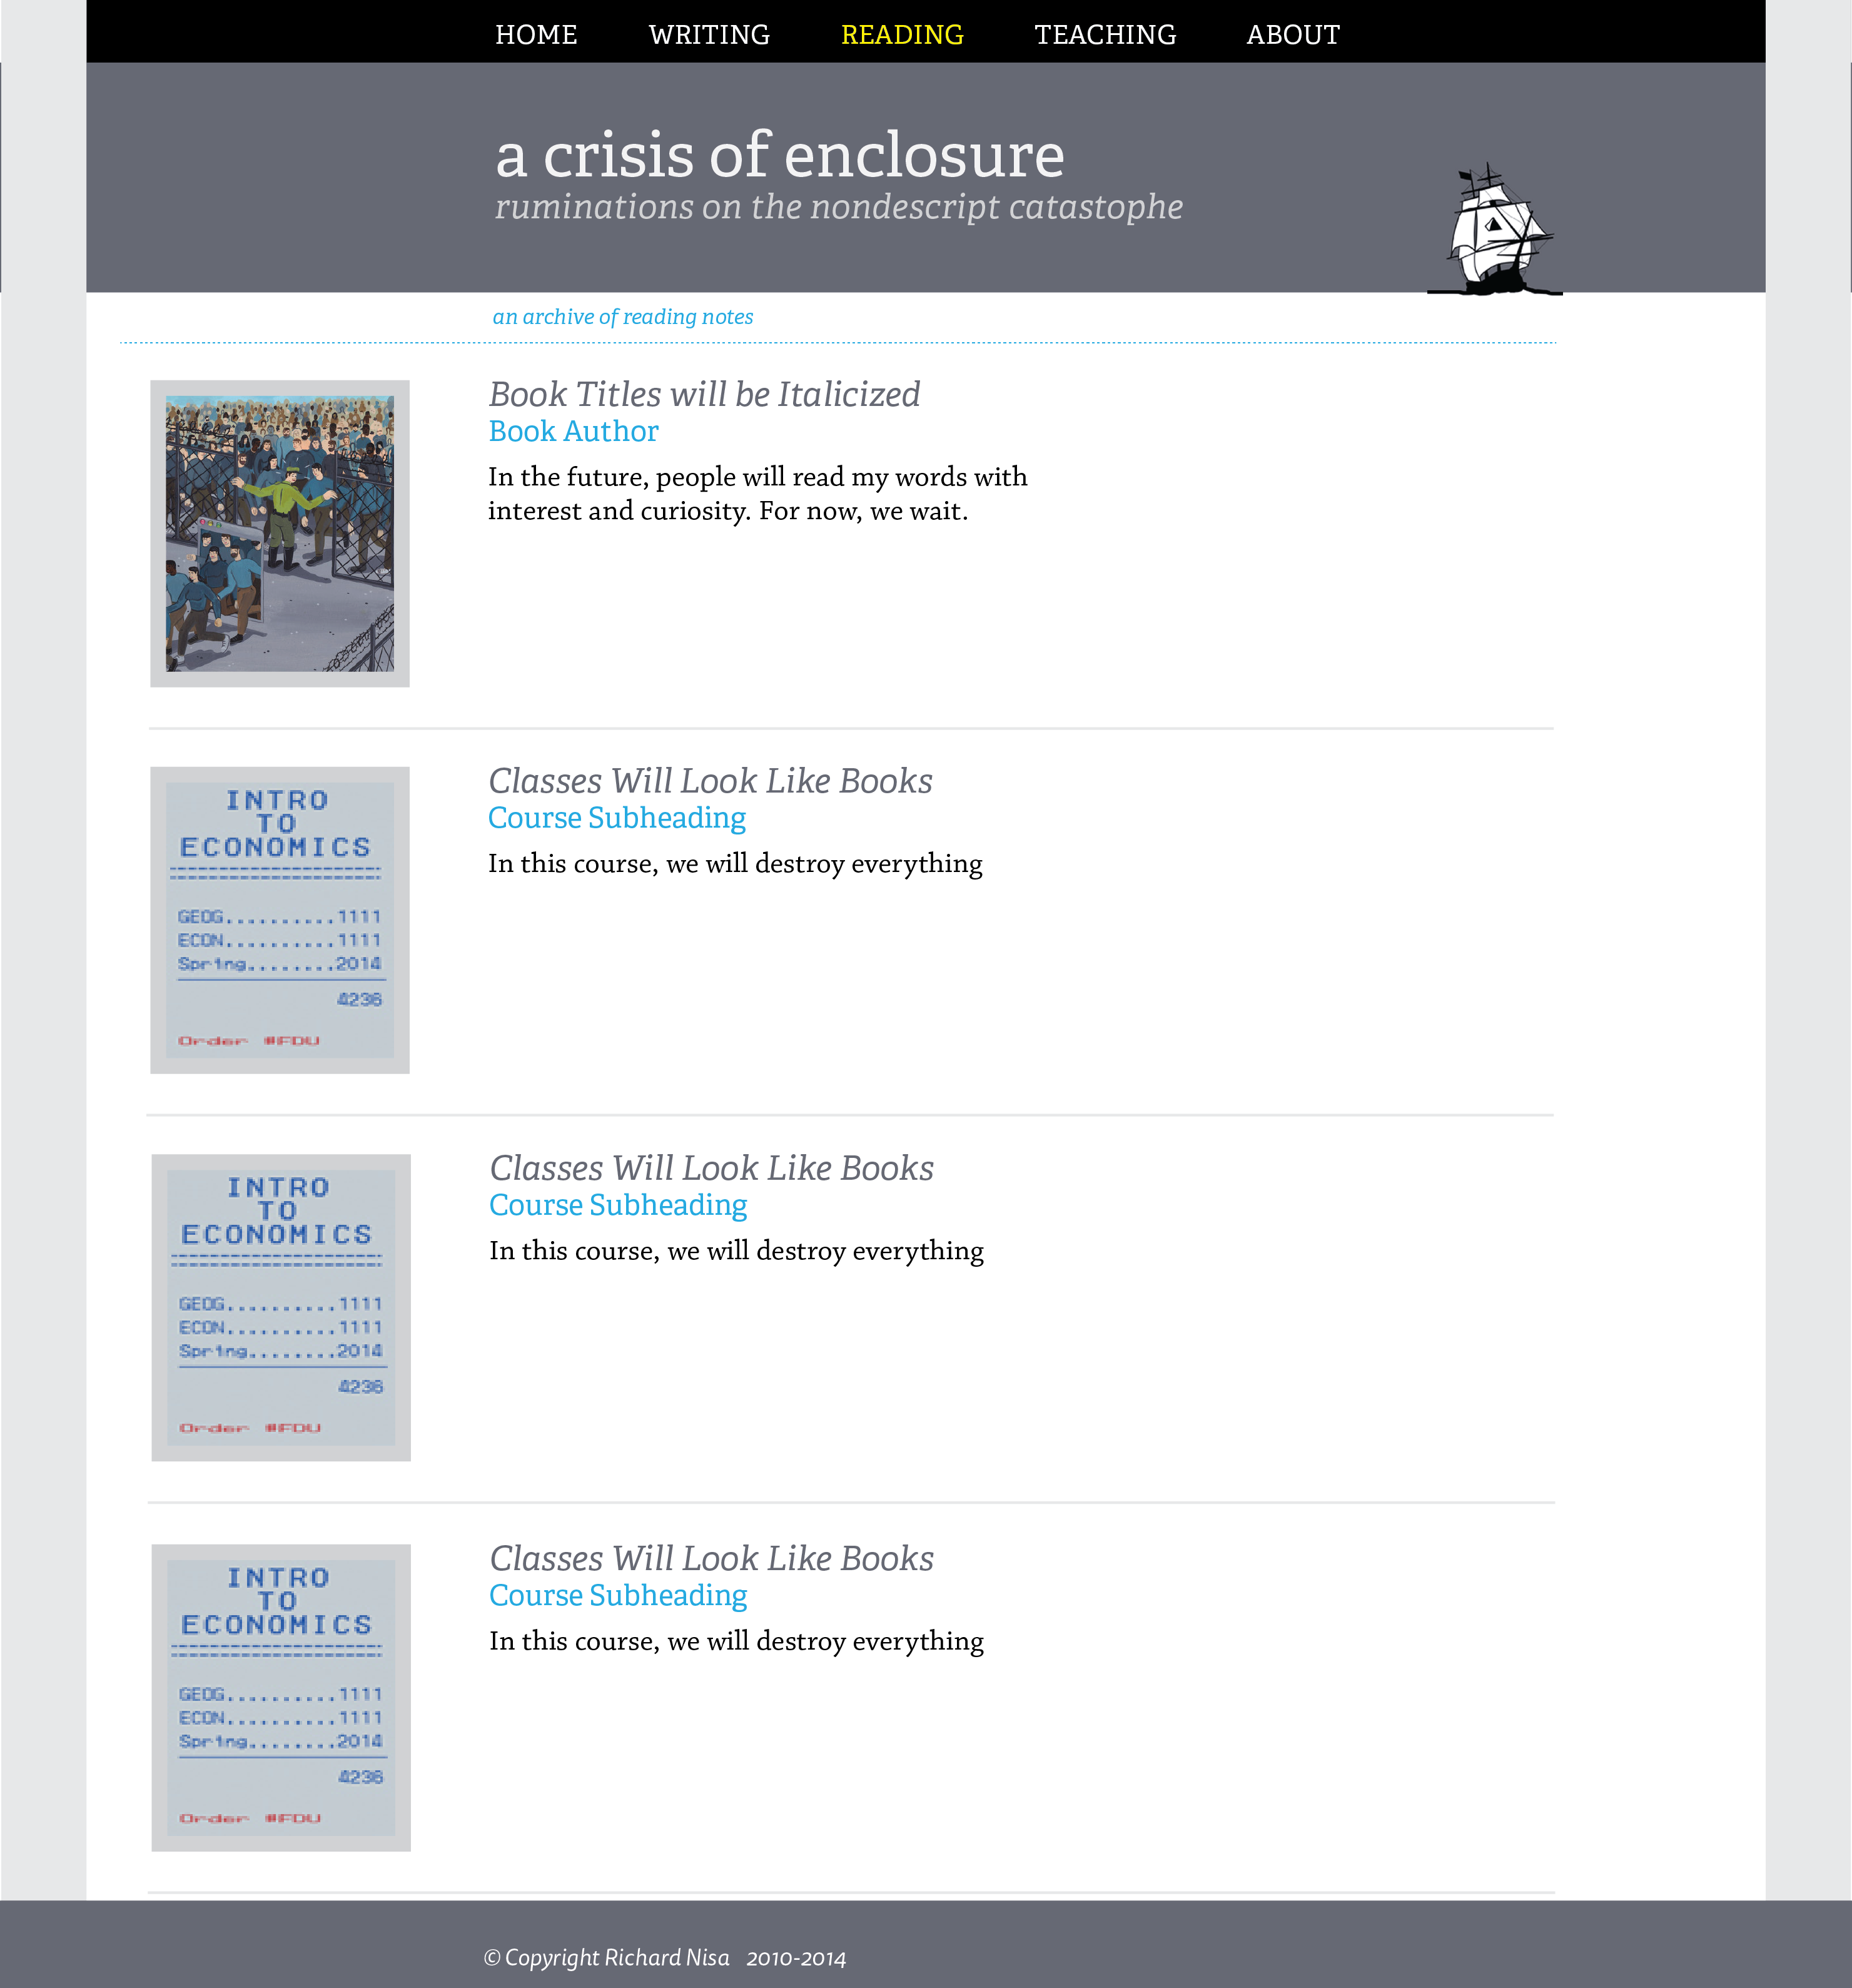 HOME WRITING READING TEACHING ABOUT
a crisis of enclosure
ruminations on the nondescript catastophe
an archive of reading notes
Book Titles will be Italicized
Book Author
In the future, people will read my words with
interest and curiosity. For now, we wait.
INTRO
TO
ECONOMICS
GEOG..........1111
ECON..........1111
Spring........2014
4236
Order #FDU
Classes Will Look Like Books
Course Subheading
In this course, we will destroy everything
INTRO
TO
ECONOMICS
GEOG..........1111
ECON..........1111
Spring........2014
4236
Order #FDU
Classes Will Look Like Books
Course Subheading
In this course, we will destroy everything
INTRO
TO
ECONOMICS
GEOG..........1111
ECON..........1111
Spring........2014
4236
Order #FDU
Classes Will Look Like Books
Course Subheading
In this course, we will destroy everything
© Copyright Richard Nisa 2010-2014